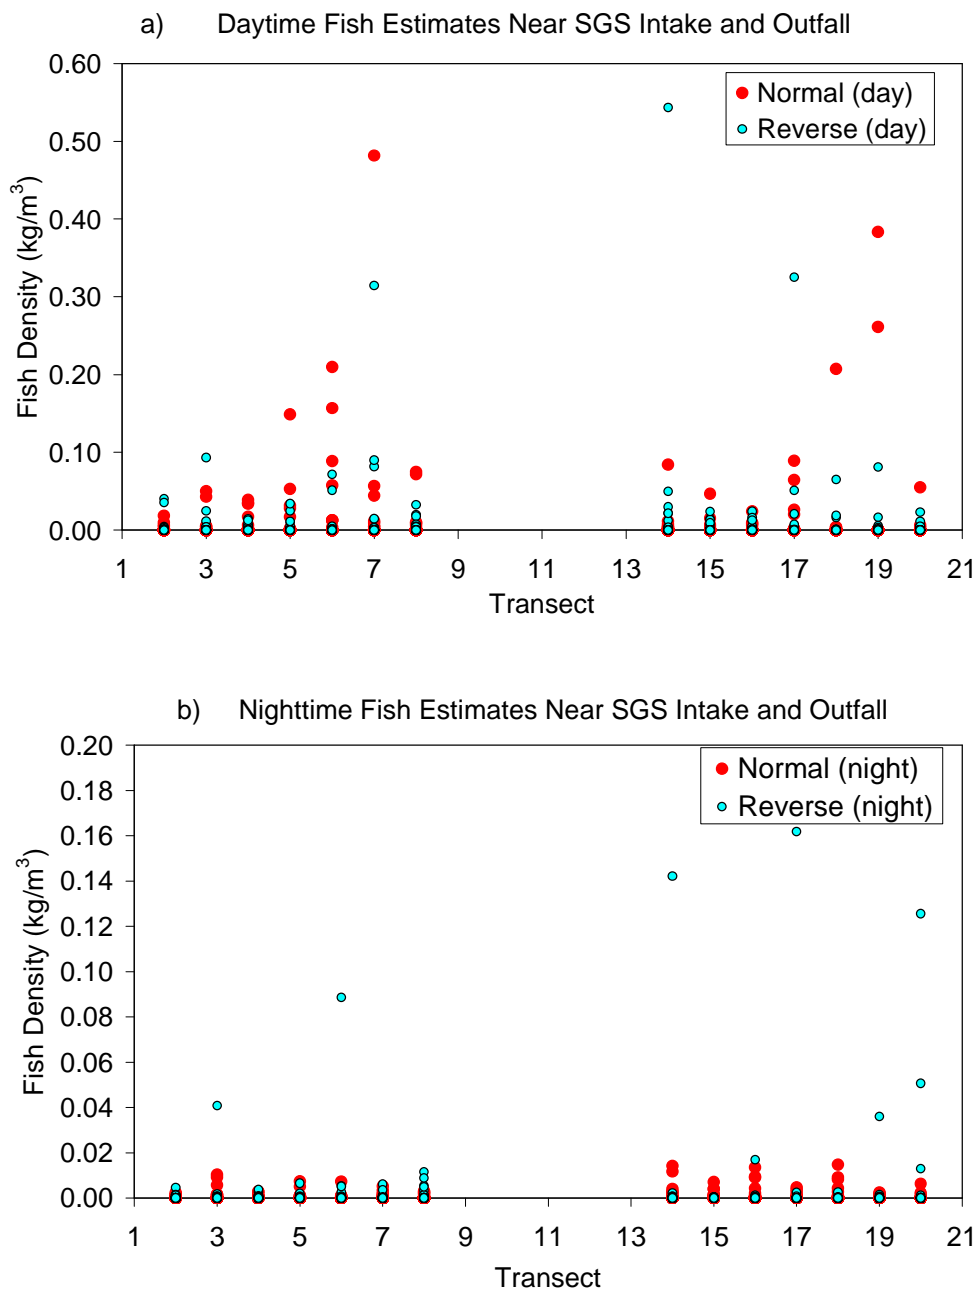 a) Daytime Fish Estimates Near SGS Intake and Outfall
0.60
0.50
0.40
0.30
0.20
0.10
0.00
Fish Density (kg/m³)
Normal (day)
Reverse (day)
1 3 5 7 9 11 13 15 17 19 21
Transect
b) Nighttime Fish Estimates Near SGS Intake and Outfall
0.20
0.18
0.16
0.14
0.12
0.10
0.08
0.06
0.04
0.02
0.00
Fish Density (kg/m³)
Normal (night)
Reverse (night)
1 3 5 7 9 11 13 15 17 19 21
Transect